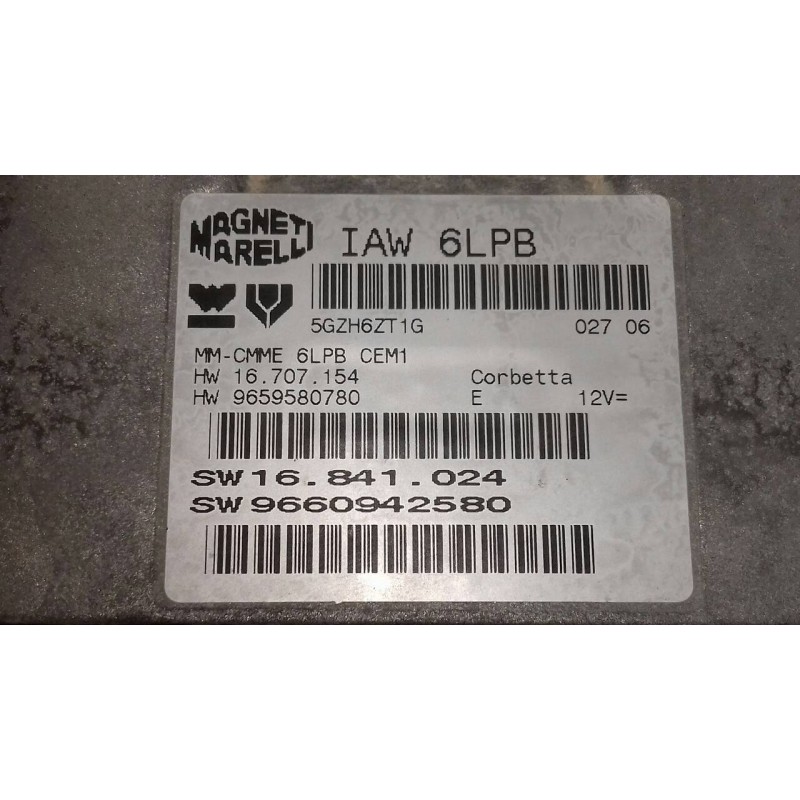 MAGNETI
MARELLI
IAW 6LPB
5GZH6ZT1G 027 06
MM-CMME 6LPB CEM1
HW 16.707.154 Corbetta
HW 9659580780 E 12V=
SW 16.841.024
SW 9660942580